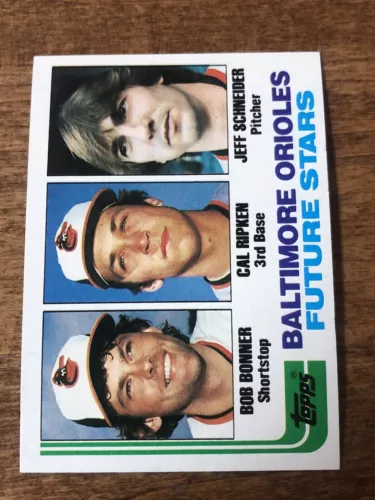 BOB BONNER
Shortstop
CAL RIPKEN
3rd Base
JEFF SCHNEIDER
Pitcher
BALTIMORE ORIOLES
FUTURE STARS
TOPPS
®